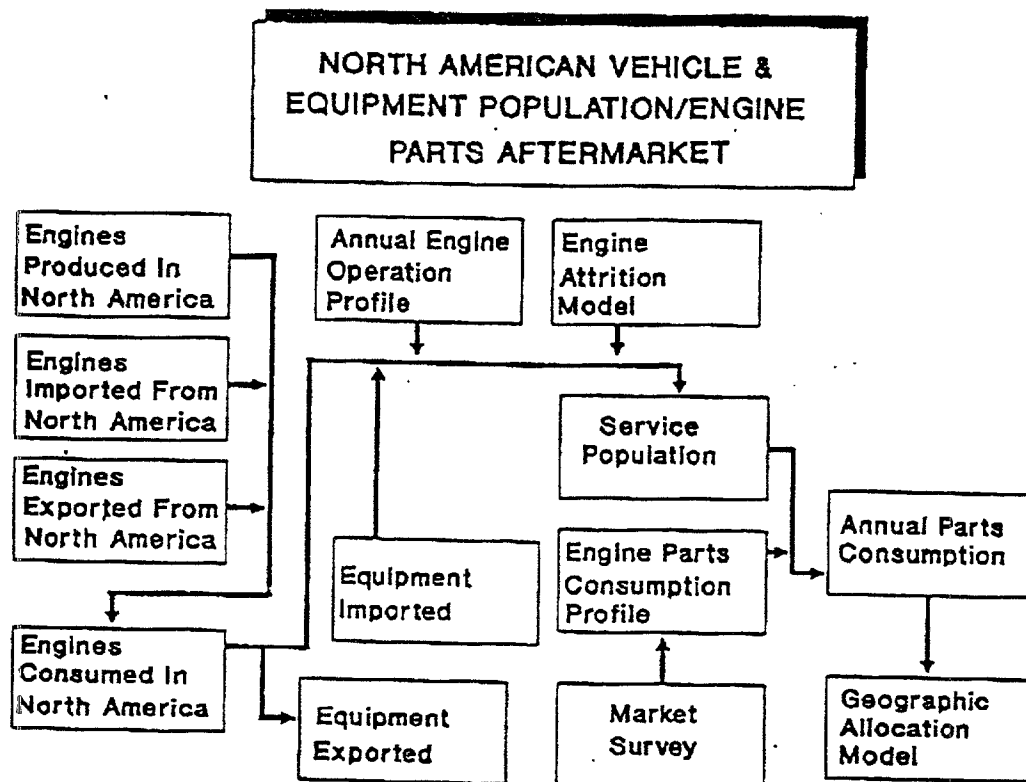 NORTH AMERICAN VEHICLE &
EQUIPMENT POPULATION/ENGINE
PARTS AFTERMARKET
Engines
Produced In
North America
Annual Engine
Operation
Profile
Engine
Attrition
Model
Engines
Imported From
North America
Service
Population
Engines
Exported From
North America
Annual Parts
Consumption
Engine Parts
Consumption
Profile
Equipment
Imported
Engines
Consumed In
North America
Equipment
Exported
Market
Survey
Geographic
Allocation
Model